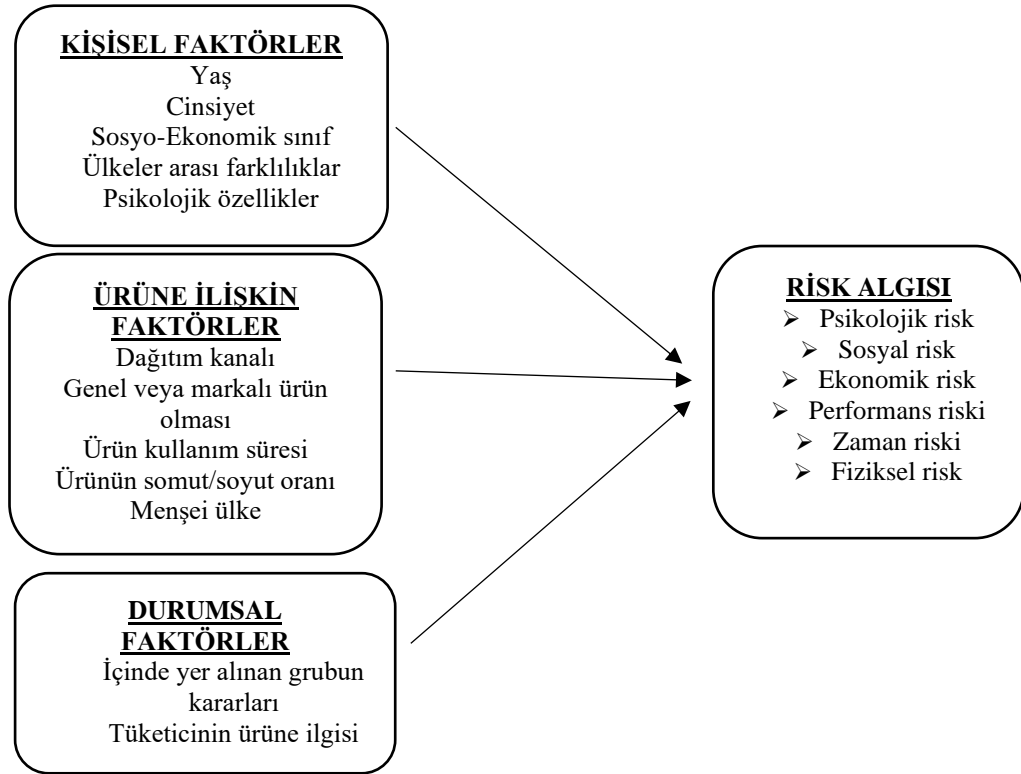 KİŞİSEL FAKTÖRLER
Yaş
Cinsiyet
Sosyo-Ekonomik sınıf
Ülkeler arası farklılıklar
Psikolojik özellikler
ÜRÜNE İLİŞKİN
FAKTÖRLER
Dağıtım kanalı
Genel veya markalı ürün
olması
Ürün kullanım süresi
Ürünün somut/soyut oranı
Menşei ülke
DURUMSAL
FAKTÖRLER
İçinde yer alınan grubun
kararları
Tüketicinin ürüne ilgisi
RİSK ALGISI
➢ Psikolojik risk
➢ Sosyal risk
➢ Ekonomik risk
➢ Performans riski
➢ Zaman riski
➢ Fiziksel risk